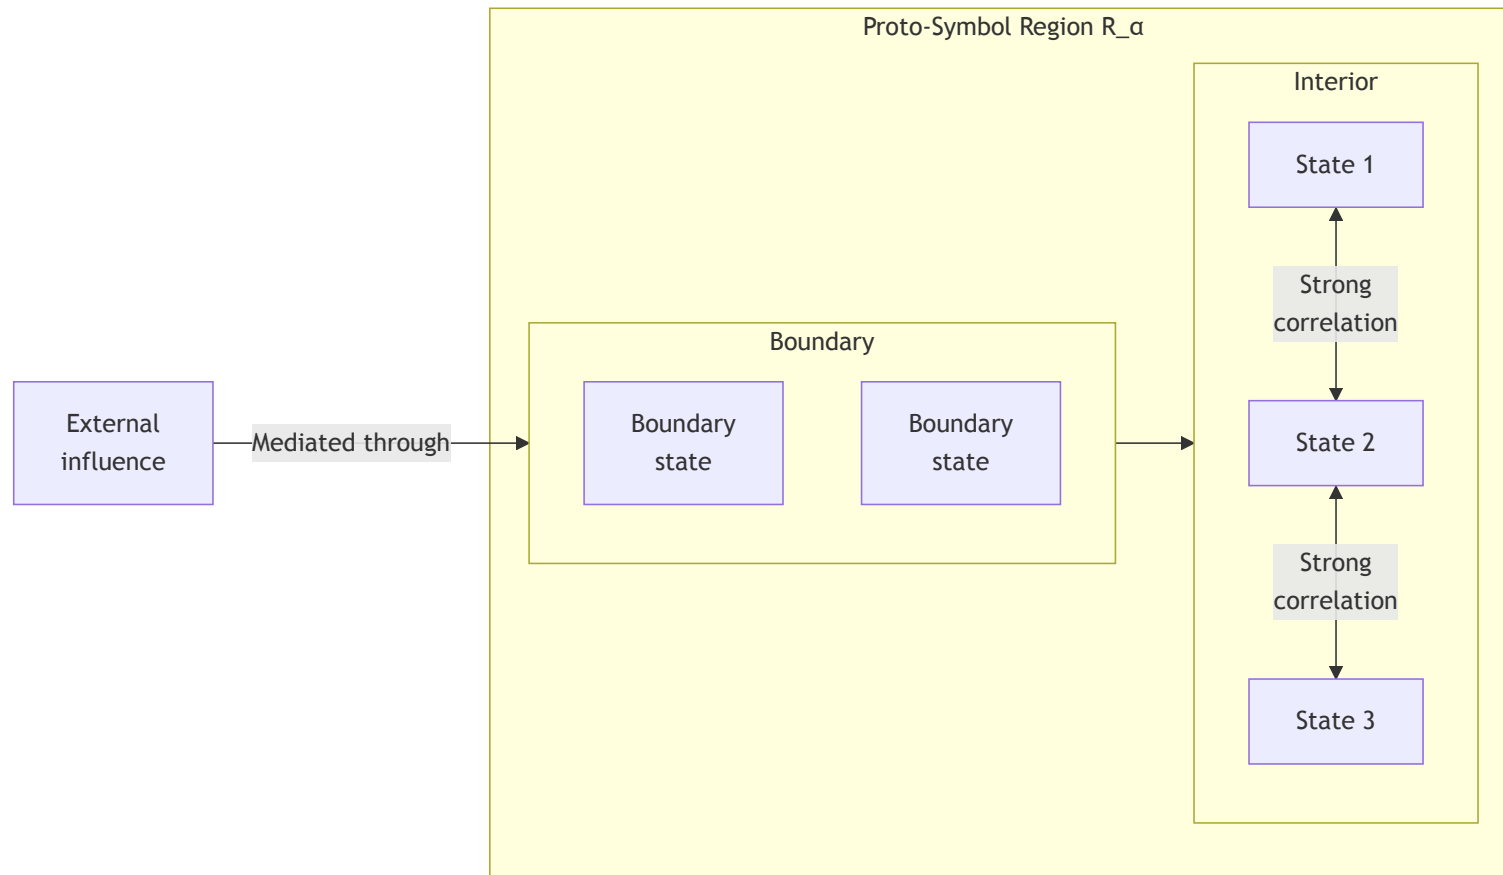 Proto-Symbol Region R_α
Interior
State 1
Strong
correlation
Boundary
External
influence
Mediated through
Boundary
state
Boundary
state
State 2
Strong
correlation
State 3